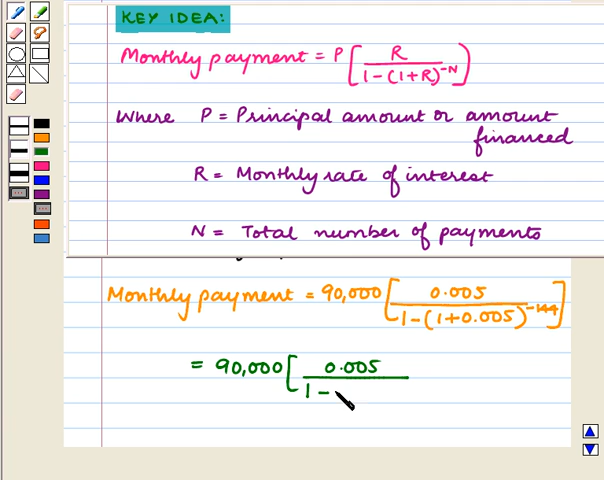 KEY IDEA:
Monthly payment = P [ R / 1-(1+R)^-N ]
Where P = Principal amount or amount
financed
R = Monthly rate of interest
N = Total number of payments
Monthly payment = 90,000 [ 0.005 / 1-(1+0.005)^-144 ]
= 90,000 [ 0.005 / 1-